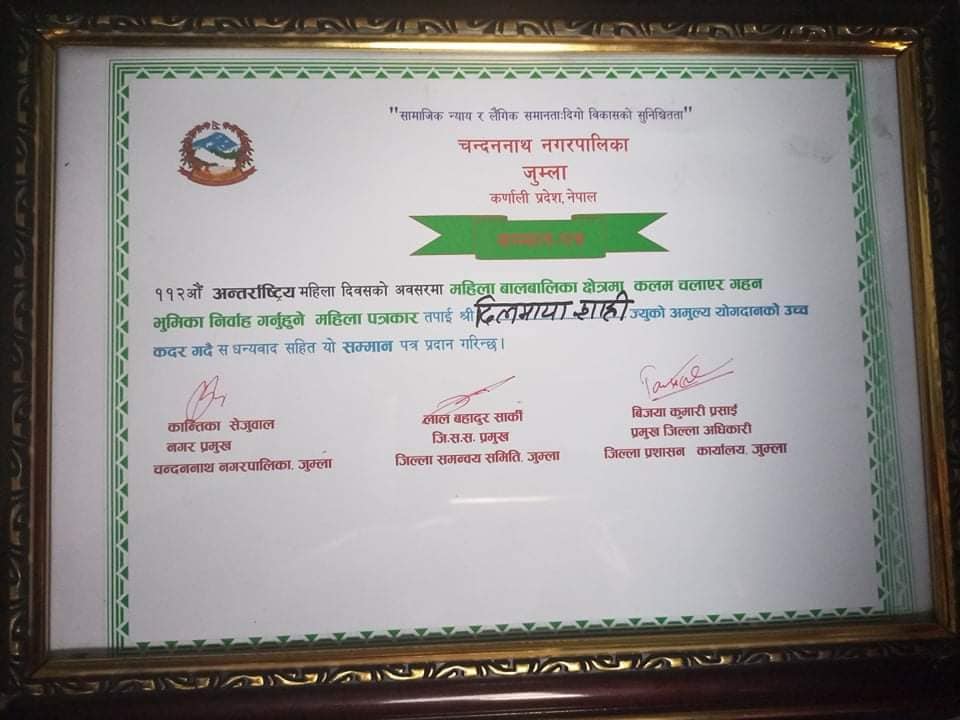 "सामाजिक न्याय र लैंगिक समानता:दिगो विकासको सुनिश्चितता"
चन्दननाथ नगरपालिका
जुम्ला
कर्णाली प्रदेश, नेपाल
सम्मान-पत्र
११२औं अन्तर्राष्ट्रिय महिला दिवसको अवसरमा महिला बालबालिका क्षेत्रमा कलम चलाएर गहन
भुमिका निर्वाह गर्नुहुने महिला पत्रकार तपाई श्री दिलमाया शाही ज्युको अमुल्य योगदानको उच्च
कदर गर्दै स धन्यवाद सहित यो सम्मान पत्र प्रदान गरिन्छ।
कान्तिका सेजुवाल
नगर प्रमुख
चन्दननाथ नगरपालिका, जुम्ला
लाल बहादुर सार्की
जि.स.स. प्रमुख
जिल्ला समन्वय समिति, जुम्ला
बिजया कुमारी प्रसाई
प्रमुख जिल्ला अधिकारी
जिल्ला प्रशासन कार्यालय, जुम्ला